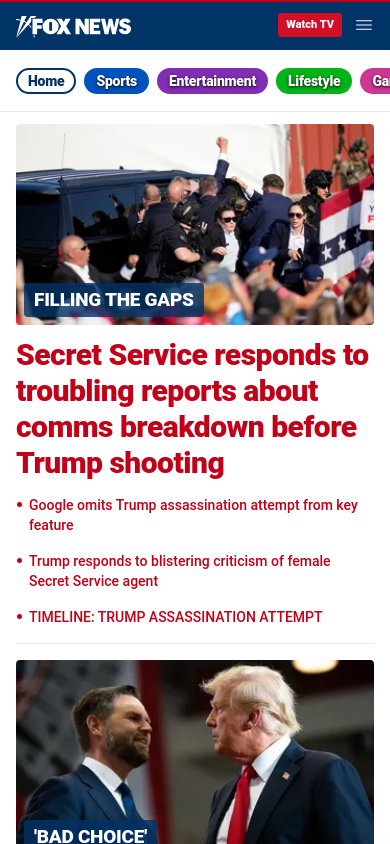 FOX NEWS
Watch TV
Home
Sports
Entertainment
Lifestyle
FILLING THE GAPS
Secret Service responds to
troubling reports about
comms breakdown before
Trump shooting
• Google omits Trump assassination attempt from key
feature
• Trump responds to blistering criticism of female
Secret Service agent
• TIMELINE: TRUMP ASSASSINATION ATTEMPT
'BAD CHOICE'